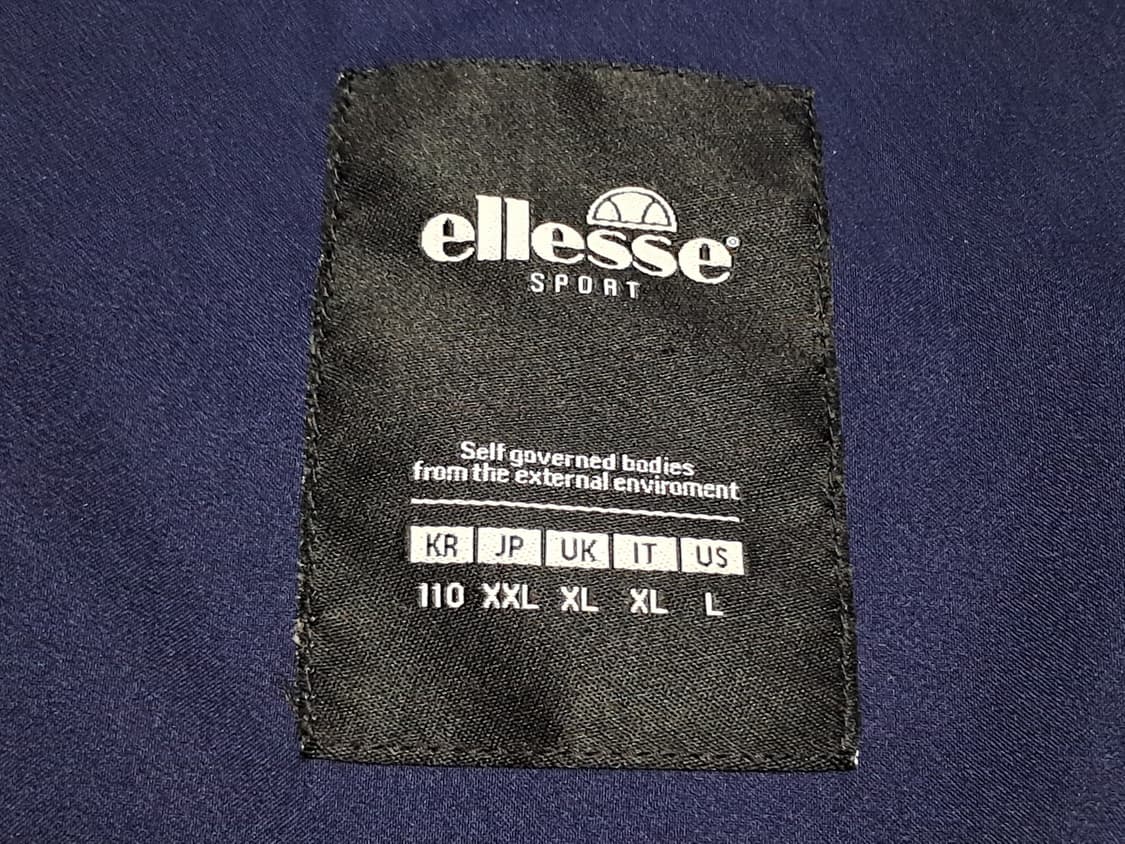 ellesse®
SPORT
Self governed bodies
from the external enviroment
KR JP UK IT US
110 XXL XL XL L